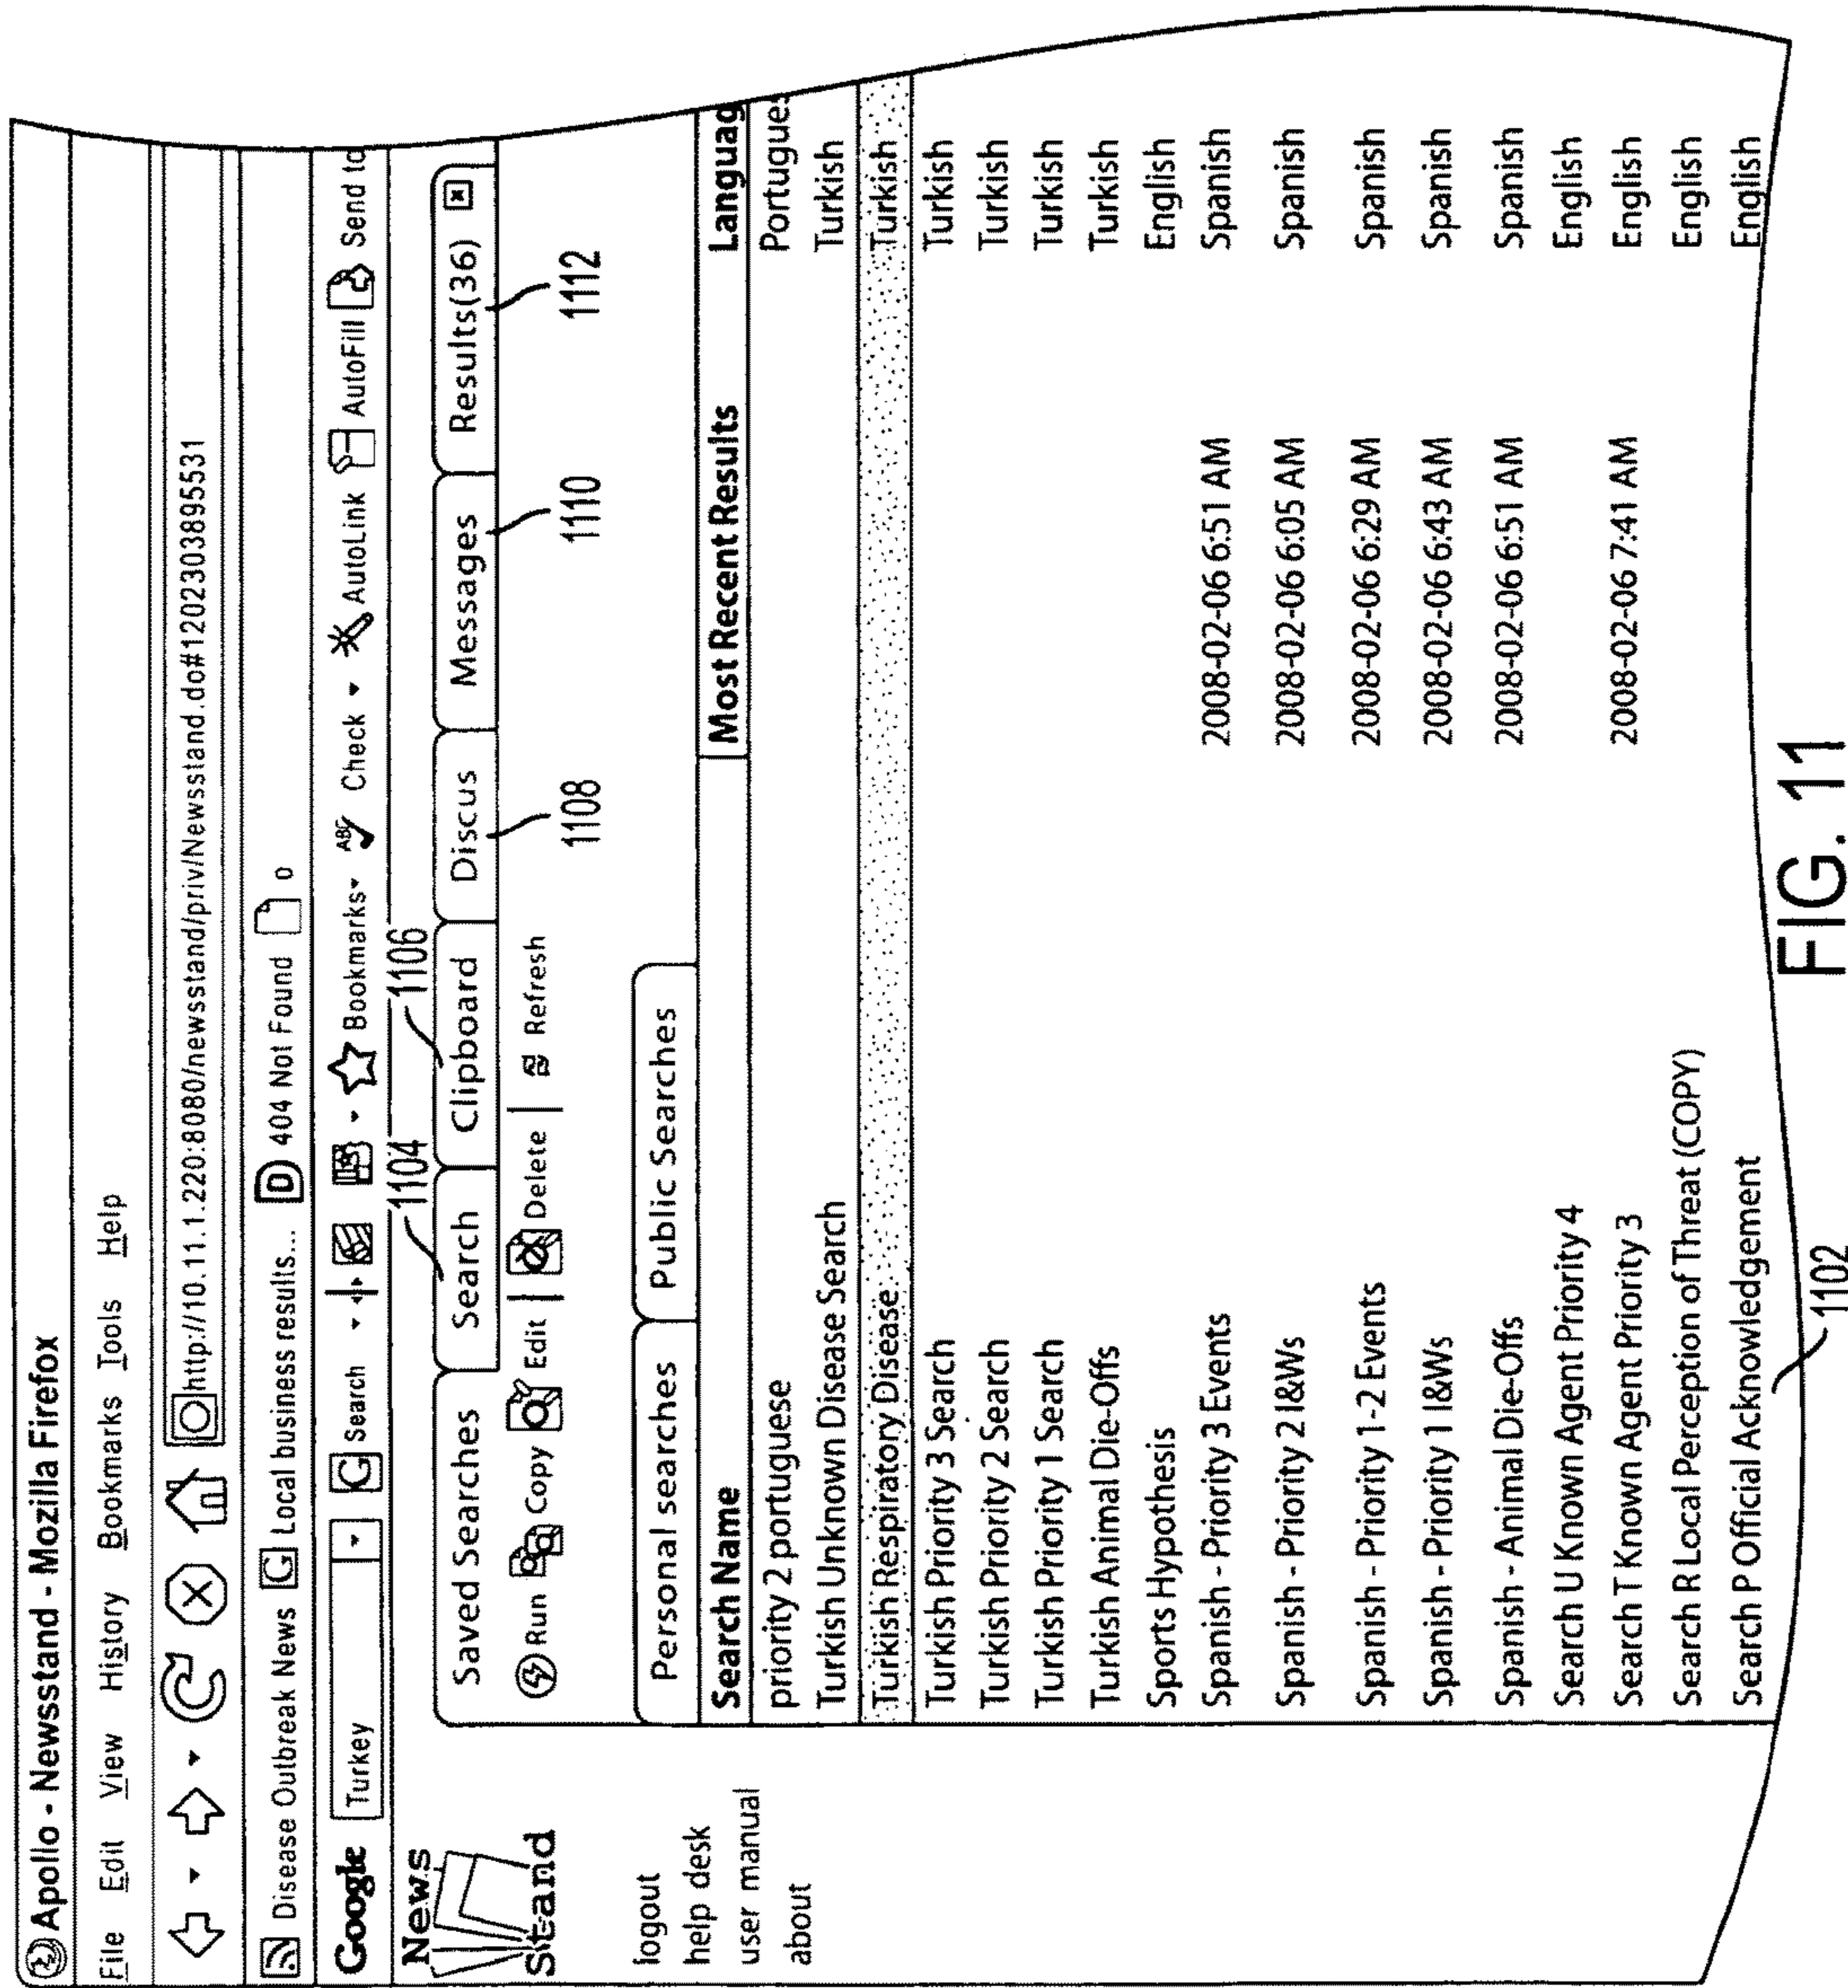 Apollo - Newsstand - Mozilla Firefox
File Edit View History Bookmarks Tools Help
http://10.11.1.220:8080/newsstand/priv/Newsstand.do#1202303895531
Disease Outbreak News G Local business results... D 404 Not Found o
Google Turkey G Search Bookmarks ABC Check AutoLink AutoFill Send to
1104 1106
News
Stand
Saved Searches Search Clipboard Discus Messages Results(36) x
Run Copy Edit Delete Refresh
1108 1110 1112
logout
help desk
user manual
about
Personal searches Public Searches
Search Name Most Recent Results Languag
priority 2 portuguese Portugues
Turkish Unknown Disease Search Turkish
Turkish Respiratory Disease Turkish
Turkish Priority 3 Search Turkish
Turkish Priority 2 Search Turkish
Turkish Priority 1 Search Turkish
Turkish Animal Die-Offs Turkish
Sports Hypothesis English
Spanish - Priority 3 Events 2008-02-06 6:51 AM Spanish
Spanish - Priority 2 I&Ws 2008-02-06 6:05 AM Spanish
Spanish - Priority 1-2 Events 2008-02-06 6:29 AM Spanish
Spanish - Priority 1 I&Ws 2008-02-06 6:43 AM Spanish
Spanish - Animal Die-Offs 2008-02-06 6:51 AM Spanish
Search U Known Agent Priority 4 English
Search T Known Agent Priority 3 2008-02-06 7:41 AM English
Search R Local Perception of Threat (COPY) English
Search P Official Acknowledgement English
1102
FIG. 11